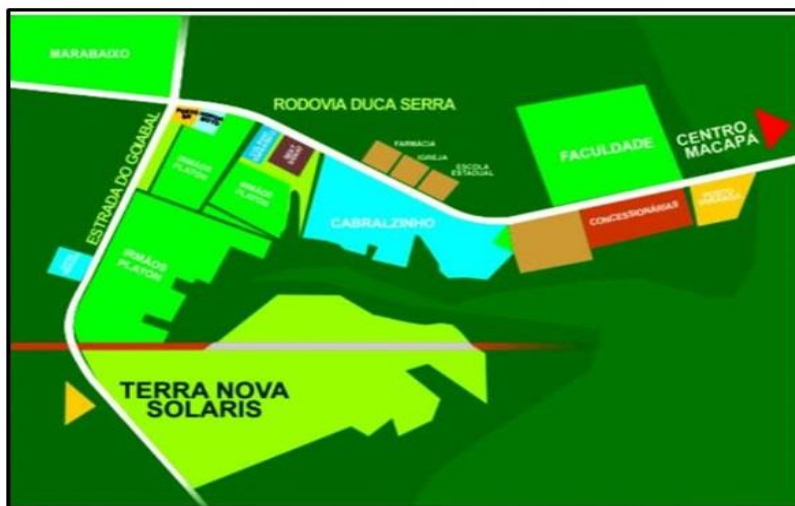 MARABAIXO
RODOVIA DUCA SERRA
FARMÁCIA
IGREJA
ESCOLA
ESTADUAL
FACULDADE
CENTRO
MACAPÁ
ESTRADA DO GOIABAL
IRMÃOS
PLATON
IRMÃOS
PLATON
CABRALZINHO
CONCESSIONÁRIAS
IRMÃOS
PLATON
TERRA NOVA
SOLARIS